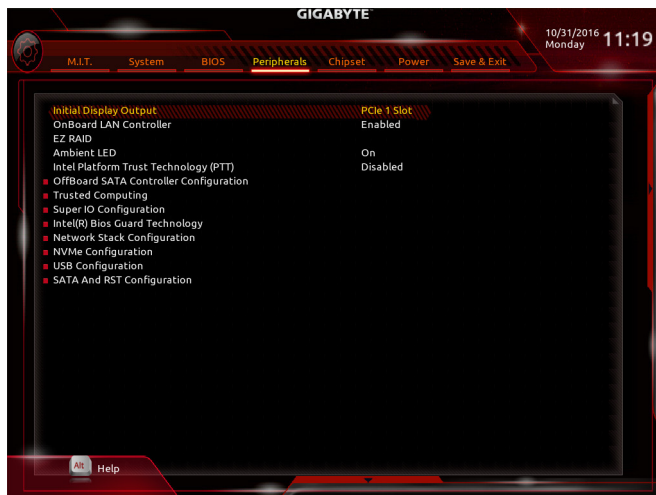 GIGABYTE™
10/31/2016 Monday 11:19
M.I.T. System BIOS Peripherals Chipset Power Save & Exit
Initial Display Output PCIe 1 Slot
OnBoard LAN Controller Enabled
EZ RAID
Ambient LED On
Intel Platform Trust Technology (PTT) Disabled
OffBoard SATA Controller Configuration
Trusted Computing
Super IO Configuration
Intel(R) Bios Guard Technology
Network Stack Configuration
NVMe Configuration
USB Configuration
SATA And RST Configuration
Alt Help